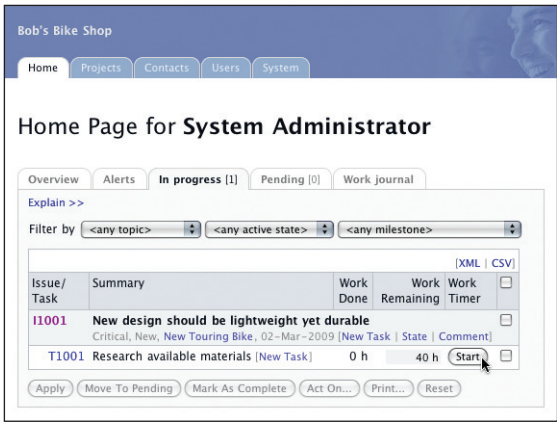 Bob's Bike Shop
Home Projects Contacts Users System
Home Page for System Administrator
Overview Alerts In progress [1] Pending [0] Work journal
Explain >>
Filter by <any topic> <any active state> <any milestone>
[XML | CSV]
Issue/ Task Summary Work Done Work Remaining Work Timer
I1001 New design should be lightweight yet durable
Critical, New, New Touring Bike, 02-Mar-2009 [New Task | State | Comment]
T1001 Research available materials [New Task] 0 h 40 h Start
Apply Move To Pending Mark As Complete Act On... Print... Reset